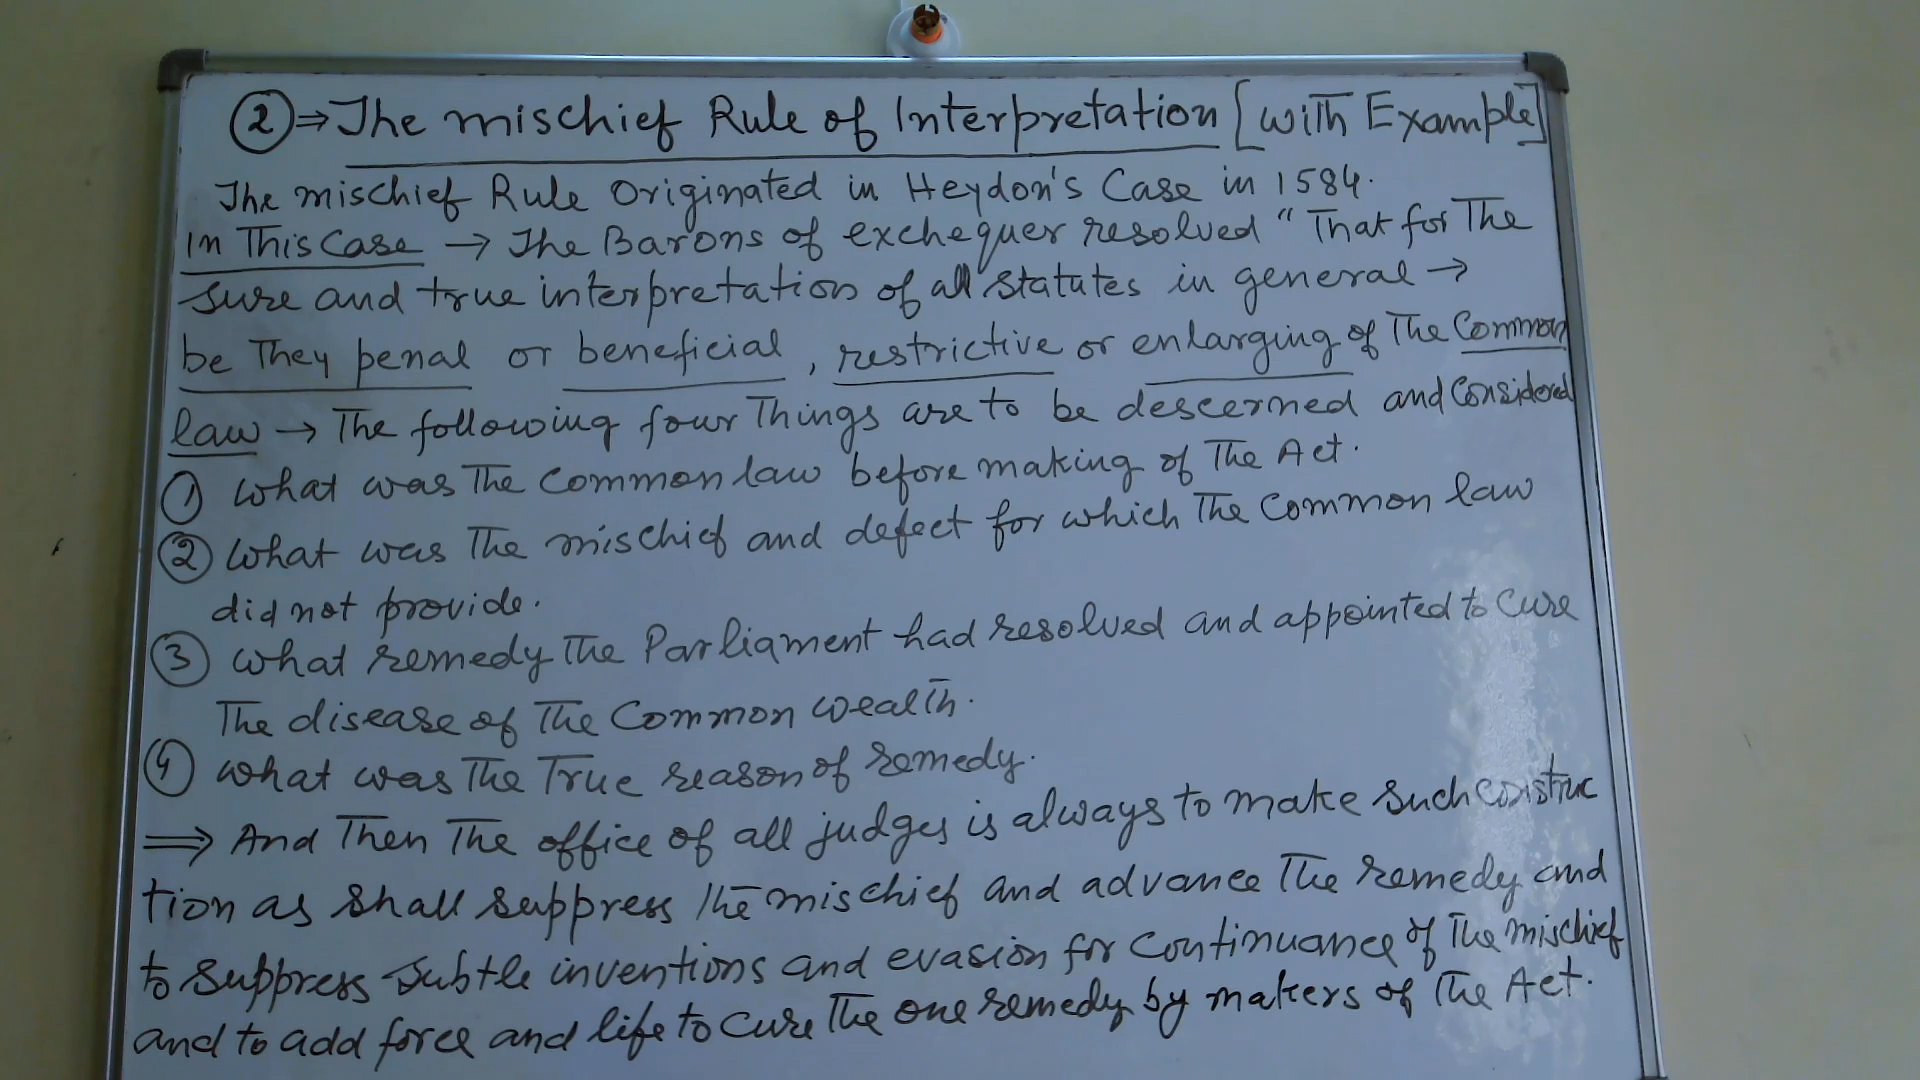 ② ⇒ The mischief Rule of Interpretation [with Example]
The mischief Rule Originated in Heydon's Case in 1584.
In This Case → The Barons of exchequer resolved "That for The
sure and true interpretation of all statutes in general →
be They penal or beneficial, restrictive or enlarging of The Common
law → The following four Things are to be descerned and Considered
① What was The Common law before making of The Act.
② What was The mischief and defect for which The Common law
did not provide.
③ What remedy The Parliament had resolved and appointed to Cure
The disease of The Common wealth.
④ What was The True reason of remedy.
⇒ And Then The office of all judges is always to make such construc
tion as shall suppress The mischief and advance The remedy and
to suppress subtle inventions and evasion for Continuance of The mischief
and to add force and life to Cure The one remedy by makers of The Act.